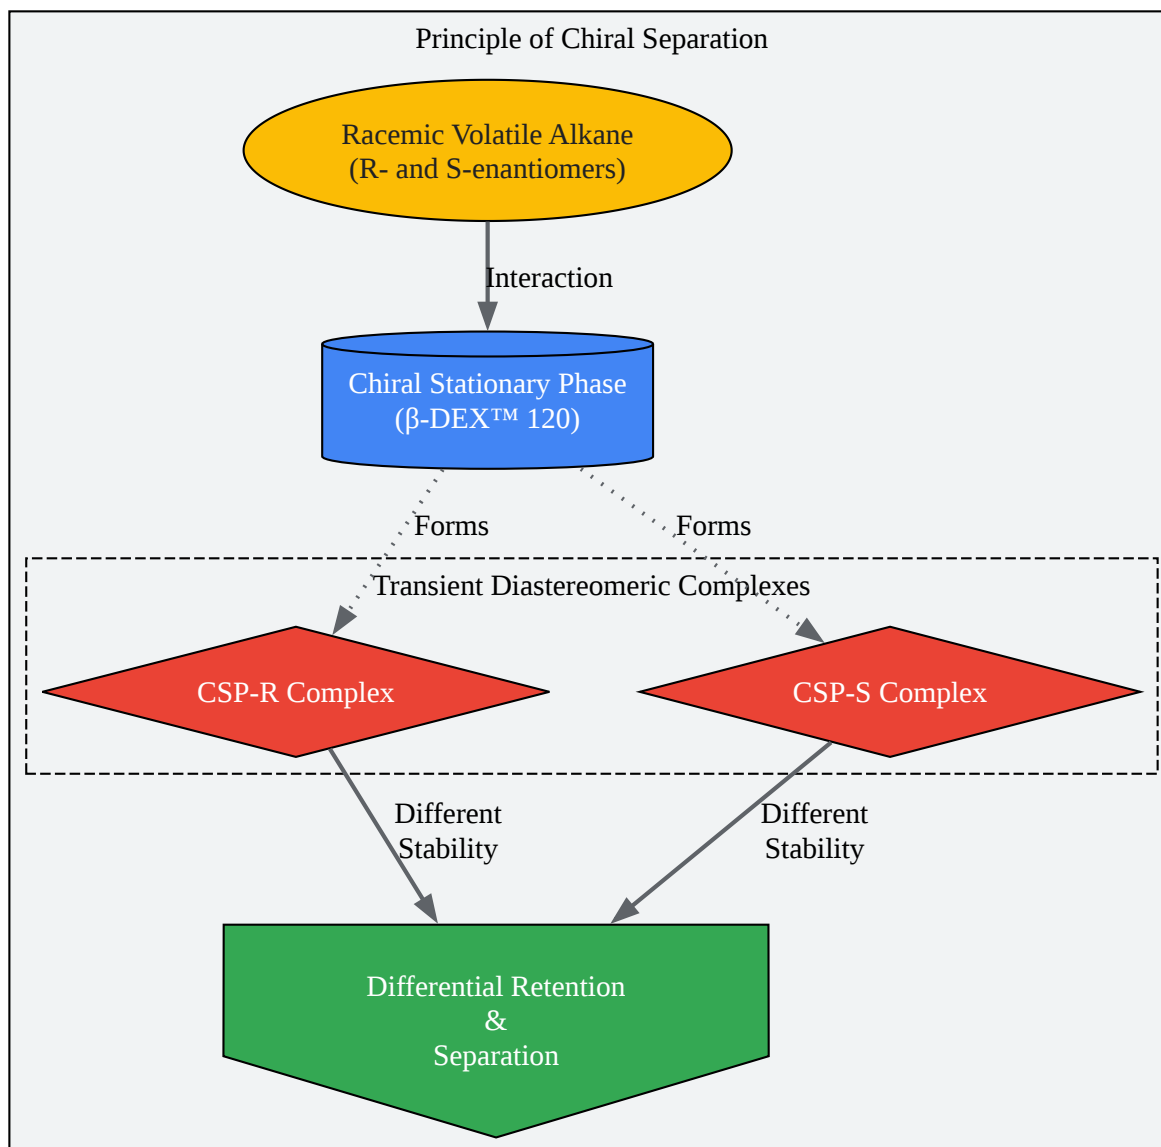 Principle of Chiral Separation
Racemic Volatile Alkane
(R- and S-enantiomers)
Interaction
Chiral Stationary Phase
(β-DEX™ 120)
Forms
Forms
Transient Diastereomeric Complexes
CSP-R Complex
CSP-S Complex
Different
Stability
Different
Stability
Differential Retention
&
Separation